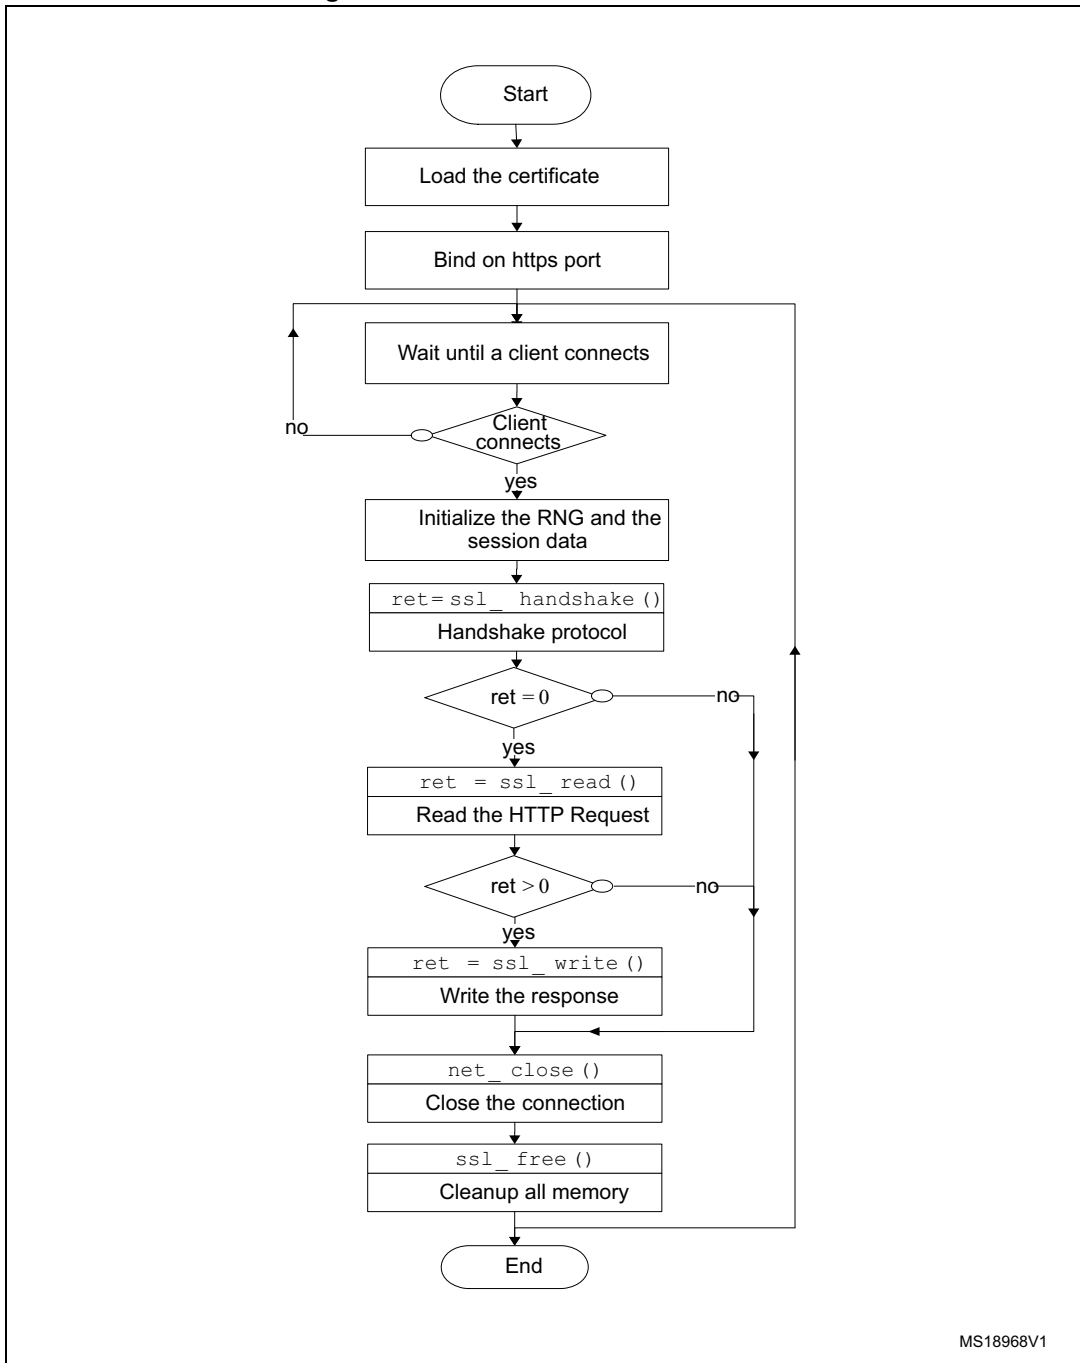 Start
Load the certificate
Bind on https port
Wait until a client connects
Client
connects
no
yes
Initialize the RNG and the
session data
ret= ssl_ handshake ()
Handshake protocol
ret = 0
no
yes
ret = ssl_ read ()
Read the HTTP Request
ret > 0
no
yes
ret = ssl_ write ()
Write the response
net_ close ()
Close the connection
ssl_ free ()
Cleanup all memory
End
MS18968V1